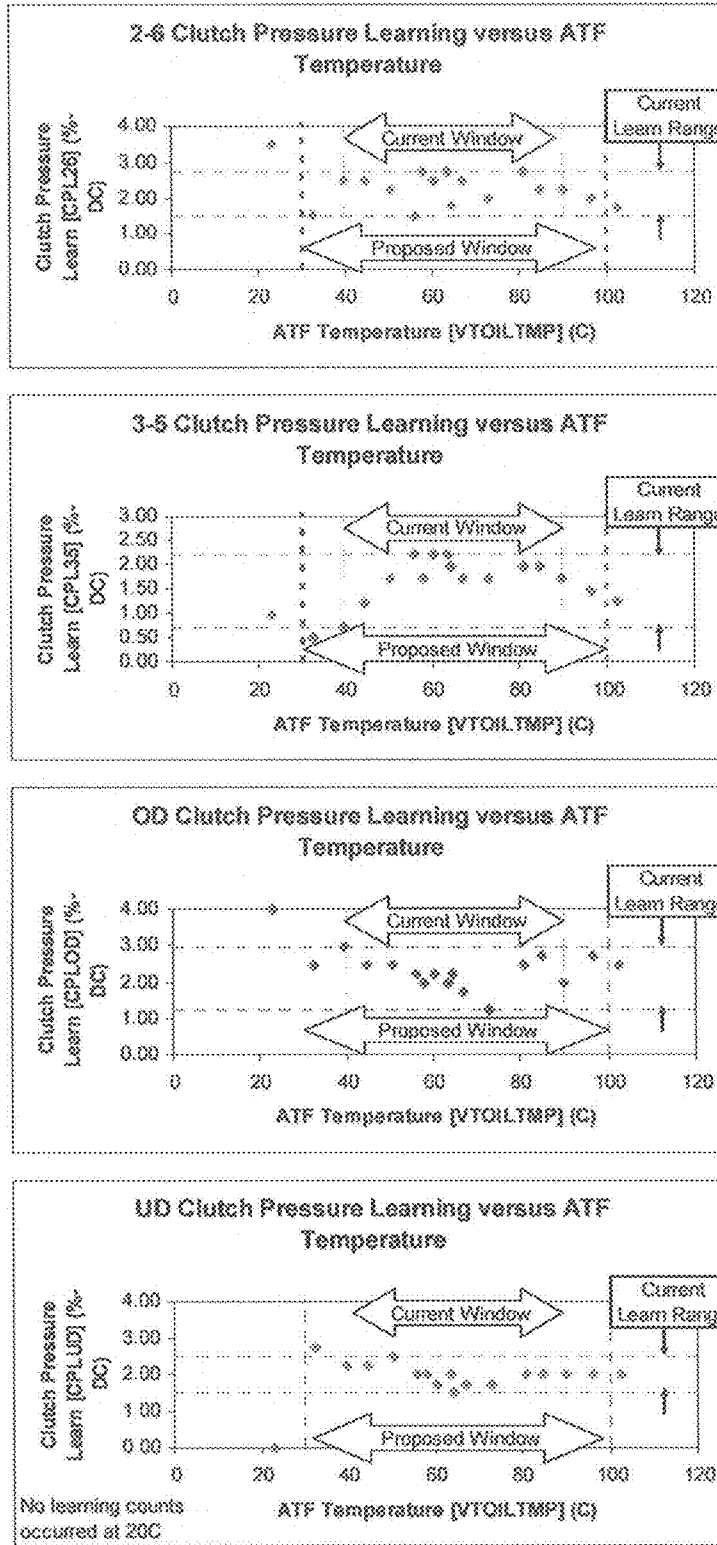 2-6 Clutch Pressure Learning versus ATF
Temperature
Clutch Pressure
Learn [CPL26] (%-
DC)
4.00
3.00
2.00
1.00
0.00
Current Window
Proposed Window
Current
Learn Range
0 20 40 60 80 100 120
ATF Temperature [VTOILTMP] (C)
3-5 Clutch Pressure Learning versus ATF
Temperature
Clutch Pressure
Learn [CPL35] (%-
DC)
3.00
2.50
2.00
1.50
1.00
0.50
0.00
Current Window
Proposed Window
Current
Learn Range
0 20 40 60 80 100 120
ATF Temperature [VTOILTMP] (C)
OD Clutch Pressure Learning versus ATF
Temperature
Clutch Pressure
Learn [CPLOD] (%-
DC)
4.00
3.00
2.00
1.00
0.00
Current Window
Proposed Window
Current
Learn Range
0 20 40 60 80 100 120
ATF Temperature [VTOILTMP] (C)
UD Clutch Pressure Learning versus ATF
Temperature
Clutch Pressure
Learn [CPLUD] (%-
DC)
4.00
3.00
2.00
1.00
0.00
Current Window
Proposed Window
Current
Learn Range
0 20 40 60 80 100 120
No learning counts
occurred at 20C
ATF Temperature [VTOILTMP] (C)